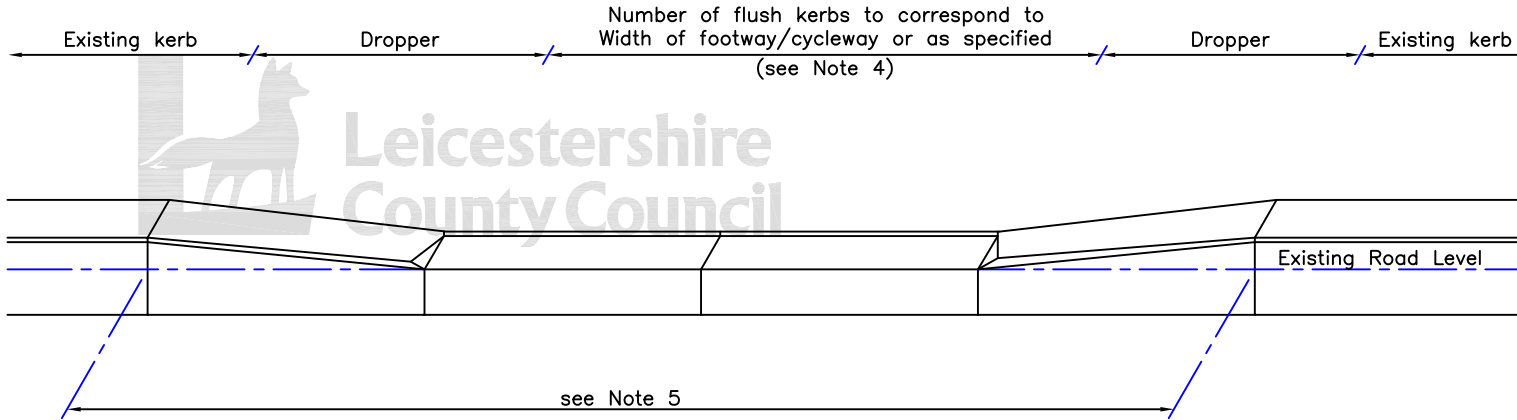 Number of flush kerbs to correspond to
Existing kerb
Dropper
Width of footway/cycleway or as specified
Dropper
Existing kerb
(see Note 4)
Leicestershire
County Council
Existing Road Level
see Note 5